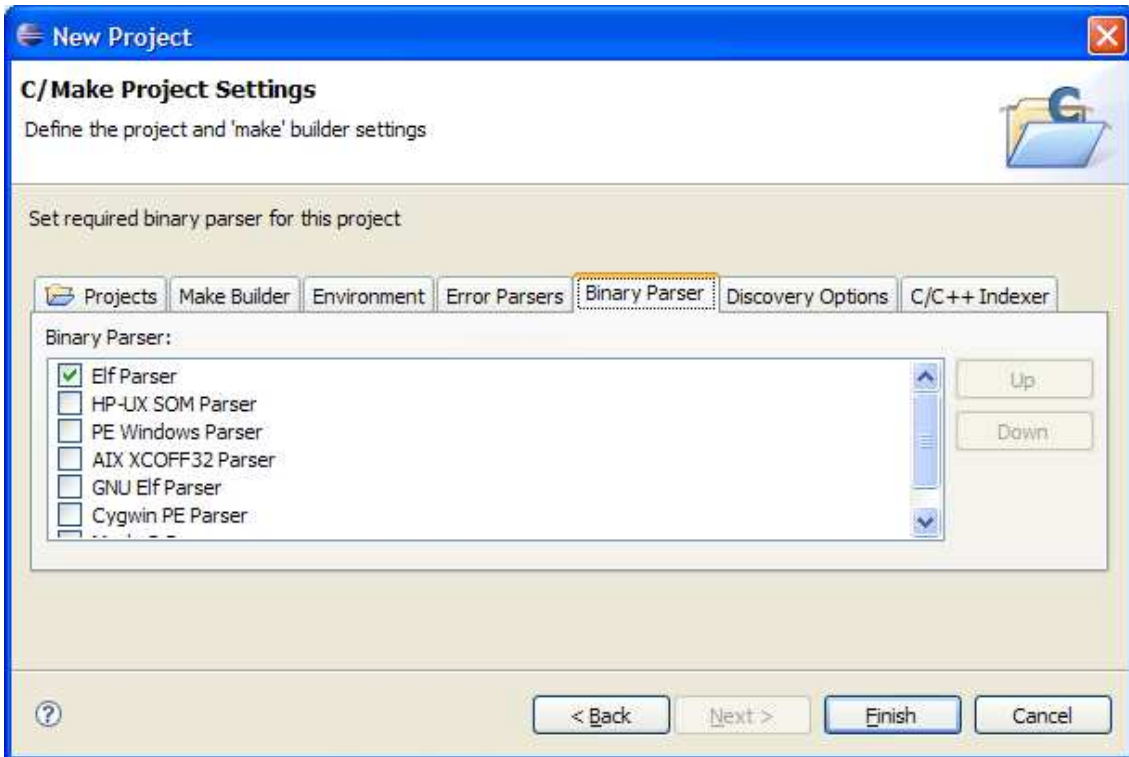 New Project
C/Make Project Settings
Define the project and 'make' builder settings
Set required binary parser for this project
Projects Make Builder Environment Error Parsers Binary Parser Discovery Options C/C++ Indexer
Binary Parser:
Elf Parser
HP-UX SOM Parser
PE Windows Parser
AIX XCOFF32 Parser
GNU Elf Parser
Cygwin PE Parser
Up
Down
< Back Next > Finish Cancel